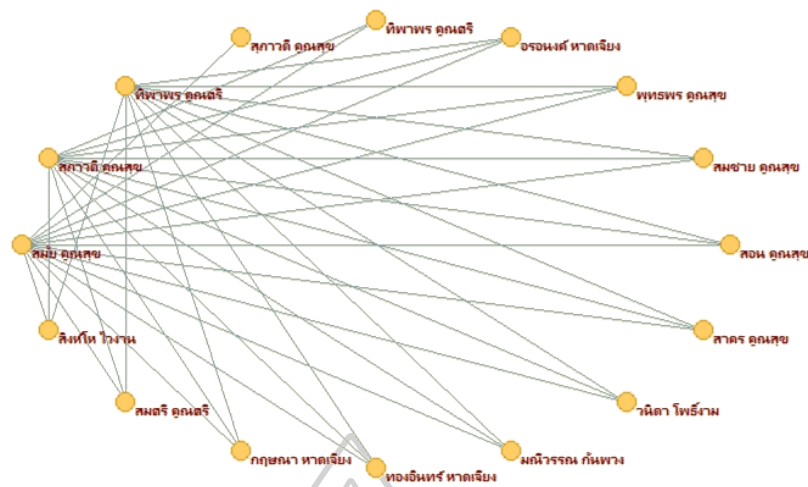 ทิพาพร คูณตรี
สุภาวดี คูณสุข
อรอนงค์ หาดเจียง
ทิพาพร คูณตรี
พุทธพร คูณสุข
สุภาวดี คูณสุข
สมชาย คูณสุข
สมัย คูณสุข
สอน คูณสุข
สิงห์โห ไวงาน
สาคร คูณสุข
สมตรี คูณตรี
วนิดา โพธิ์งาม
กฤษณา หาดเจียง
มณีวรรณ ก้นพวง
ทองอินทร์ หาดเจียง